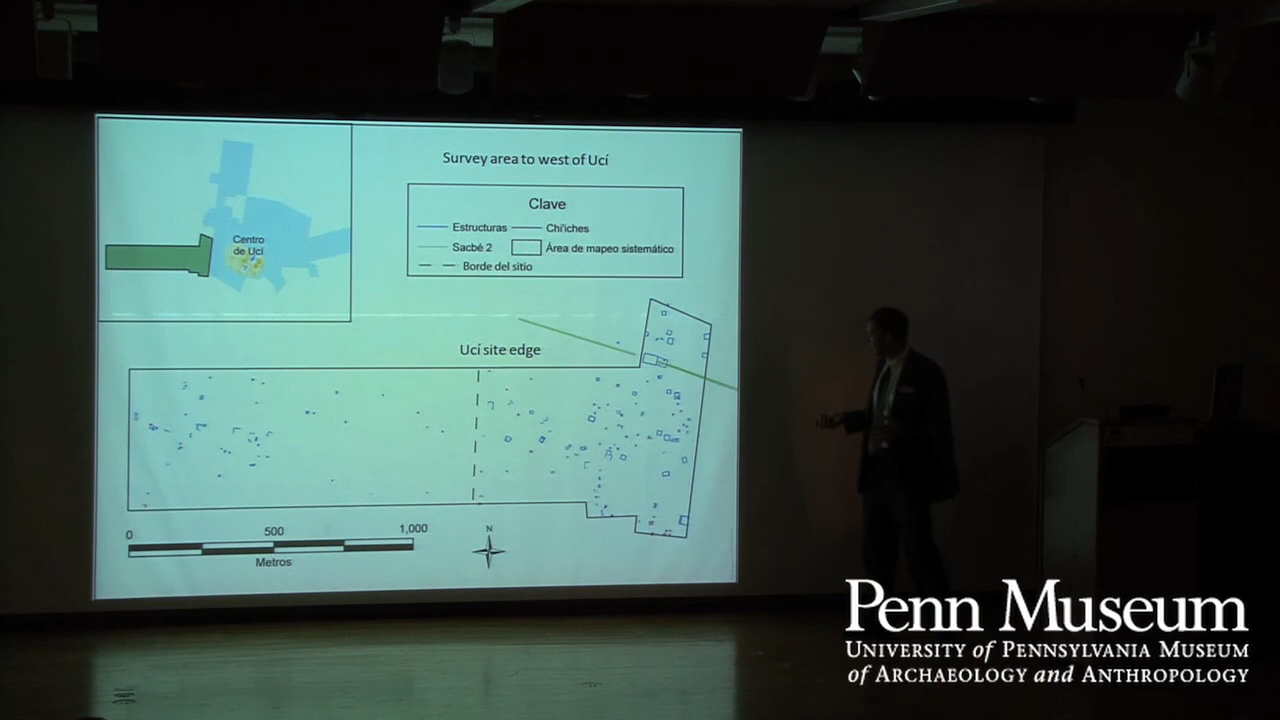 Survey area to west of Ucí
Clave
Estructuras
Chi'iches
Sacbé 2
Área de mapeo sistemático
Borde del sitio
Centro
de Ucí
Ucí site edge
0 500 1,000
Metros
N
Penn Museum
UNIVERSITY of PENNSYLVANIA MUSEUM
of ARCHAEOLOGY and ANTHROPOLOGY